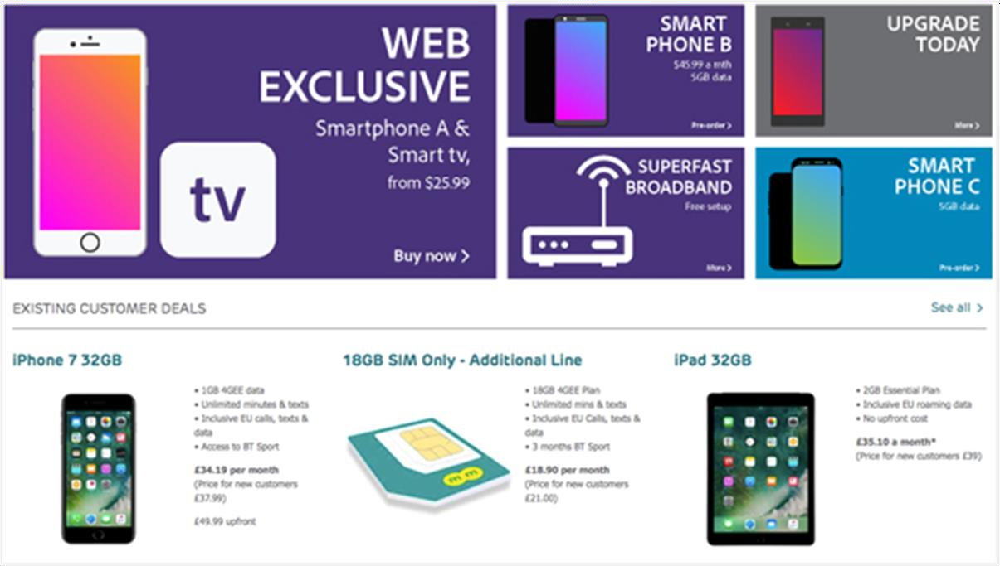 WEB
EXCLUSIVE
Smartphone A &
Smart tv,
from $25.99
tv
Buy now >
SMART
PHONE B
$45.99 a mth
5GB data
Pre-order >
UPGRADE
TODAY
More >
SUPERFAST
BROADBAND
Free setup
More >
SMART
PHONE C
5GB data
Pre-order >
EXISTING CUSTOMER DEALS
See all >
iPhone 7 32GB
• 1GB 4GEE data
• Unlimited minutes & texts
• Inclusive EU calls, texts &
data
• Access to BT Sport
£34.19 per month
(Price for new customers
£37.99)
£49.99 upfront
18GB SIM Only - Additional Line
• 18GB 4GEE Plan
• Unlimited mins & texts
• Inclusive EU Calls, texts &
data
• 3 months BT Sport
£18.90 per month
(Price for new customers
£21.00)
iPad 32GB
• 2GB Essential Plan
• Inclusive EU roaming data
• No upfront cost
£35.10 a month*
(Price for new customers £39)